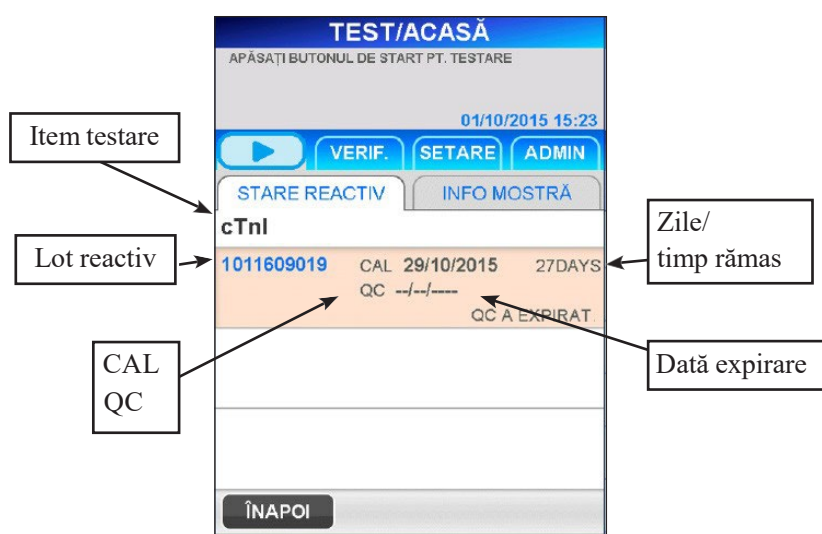 TEST/ACASĂ
APĂSAȚI BUTONUL DE START PT. TESTARE
01/10/2015 15:23
VERIF. SETARE ADMIN
STARE REACTIV INFO MOSTRĂ
Item testare
cTnI
Lot reactiv
1011609019 CAL 29/10/2015 27DAYS
QC --/--/----
QC A EXPIRAT.
Zile/
timp rămas
CAL
QC
Dată expirare
ÎNAPOI